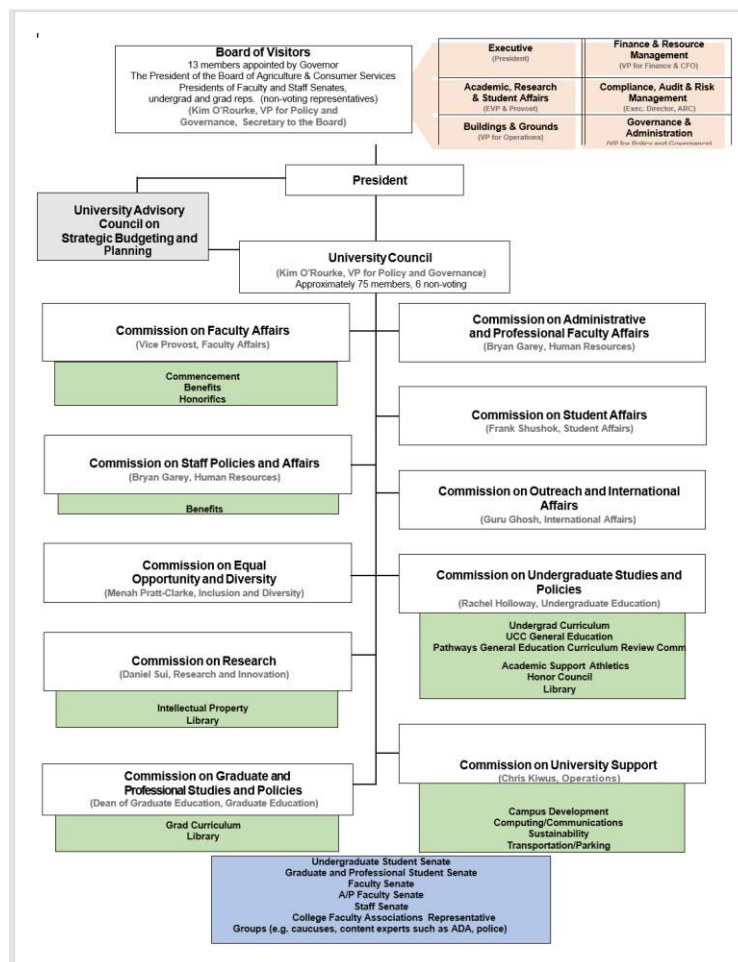 Board of Visitors
13 members appointed by Governor
The President of the Board of Agriculture & Consumer Services
Presidents of Faculty and Staff Senates,
undergrad and grad reps. (non-voting representatives)
(Kim O'Rourke, VP for Policy and
Governance, Secretary to the Board)
Executive
(President)
Finance & Resource
Management
(VP for Finance & CFO)
Academic, Research
& Student Affairs
(EVP & Provost)
Compliance, Audit & Risk
Management
(Exec. Director, ARC)
Buildings & Grounds
(VP for Operations)
Governance &
Administration
(VP for Policy and Governance)
President
University Advisory
Council on
Strategic Budgeting and
Planning
University Council
(Kim O'Rourke, VP for Policy and Governance)
Approximately 75 members, 6 non-voting
Commission on Faculty Affairs
(Vice Provost, Faculty Affairs)
Commencement
Benefits
Honorifics
Commission on Administrative
and Professional Faculty Affairs
(Bryan Garey, Human Resources)
Commission on Student Affairs
(Frank Shushok, Student Affairs)
Commission on Staff Policies and Affairs
(Bryan Garey, Human Resources)
Benefits
Commission on Outreach and International
Affairs
(Guru Ghosh, International Affairs)
Commission on Equal
Opportunity and Diversity
(Menah Pratt-Clarke, Inclusion and Diversity)
Commission on Undergraduate Studies and
Policies
(Rachel Holloway, Undergraduate Education)
Undergrad Curriculum
UCC General Education
Pathways General Education Curriculum Review Comm
Academic Support Athletics
Honor Council
Library
Commission on Research
(Daniel Sui, Research and Innovation)
Intellectual Property
Library
Commission on University Support
(Chris Kiwus, Operations)
Campus Development
Computing/Communications
Sustainability
Transportation/Parking
Commission on Graduate and
Professional Studies and Policies
(Dean of Graduate Education, Graduate Education)
Grad Curriculum
Library
Undergraduate Student Senate
Graduate and Professional Student Senate
Faculty Senate
A/P Faculty Senate
Staff Senate
College Faculty Associations Representative
Groups (e.g. caucuses, content experts such as ADA, police)